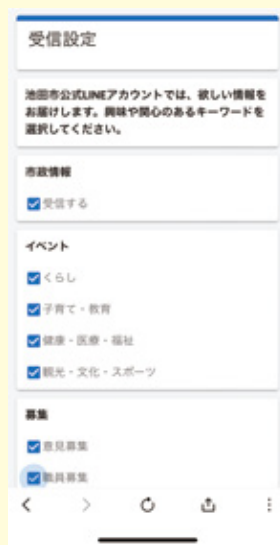 受信設定
池田市公式LINEアカウントでは、欲しい情報を
お届けします。興味や関心のあるキーワードを
選択してください。
市政情報
受信する
イベント
くらし
子育て・教育
健康・医療・福祉
観光・文化・スポーツ
募集
意見募集
職員募集